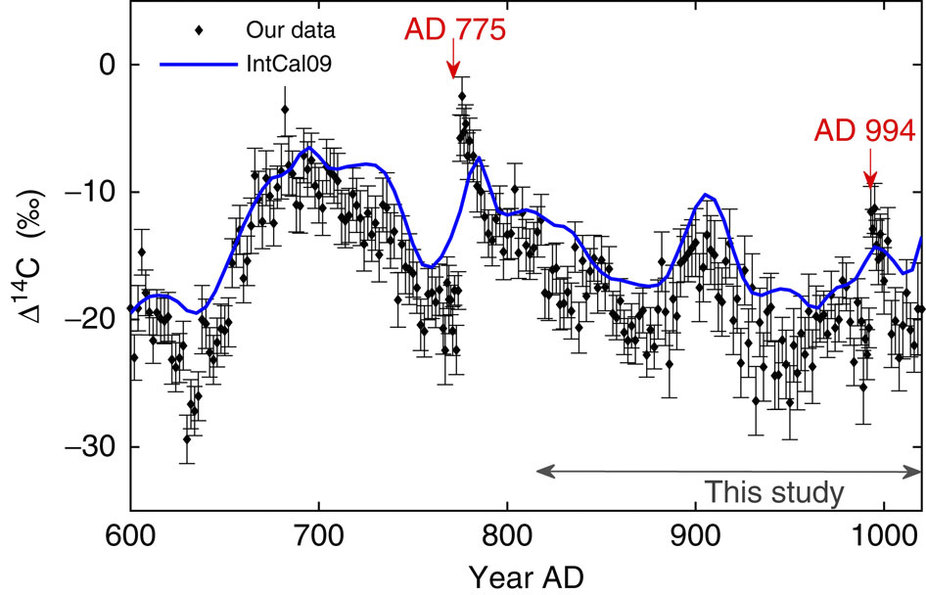 Our data
IntCal09
AD 775
AD 994
0
−10
−20
−30
Δ¹⁴C (‰)
This study
600 700 800 900 1000
Year AD